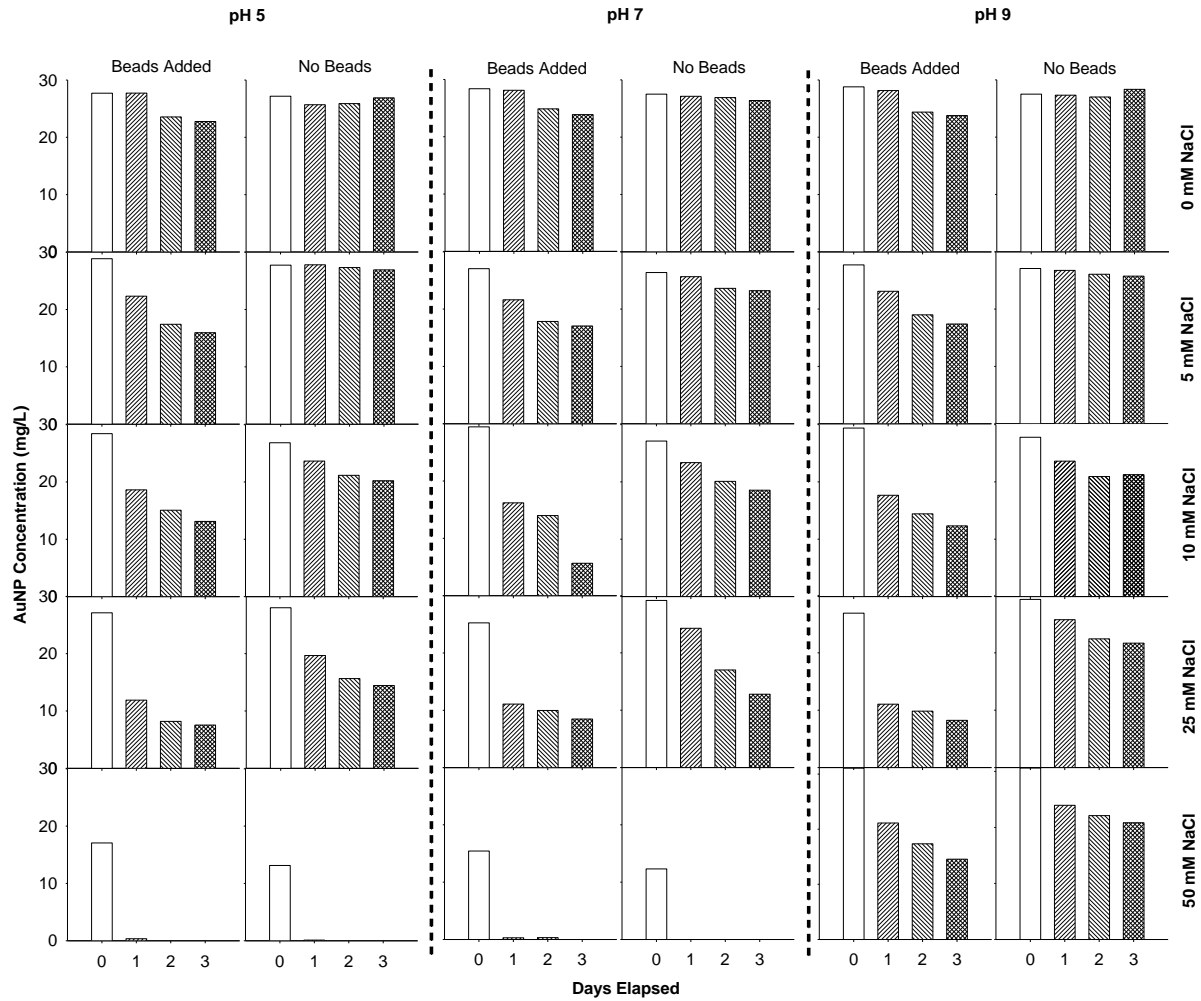 pH 5 pH 7 pH 9
Beads Added No Beads Beads Added No Beads Beads Added No Beads
30
20
10
0
0 mM NaCl
30
20
10
0
5 mM NaCl
30
20
10
0
10 mM NaCl
30
20
10
0
25 mM NaCl
30
20
10
0
50 mM NaCl
AuNP Concentration (mg/L)
0 1 2 3 0 1 2 3 0 1 2 3 0 1 2 3 0 1 2 3 0 1 2 3
Days Elapsed